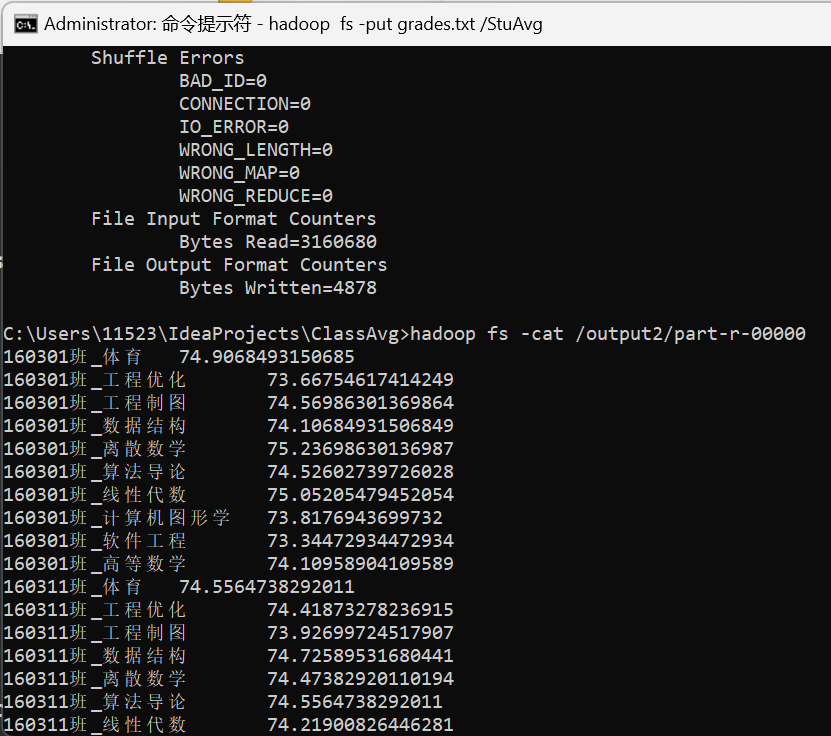 Administrator: 命令提示符 - hadoop  fs -put grades.txt /StuAvg
Shuffle Errors
BAD_ID=0
CONNECTION=0
IO_ERROR=0
WRONG_LENGTH=0
WRONG_MAP=0
WRONG_REDUCE=0
File Input Format Counters
Bytes Read=3160680
File Output Format Counters
Bytes Written=4878
C:\Users\11523\IdeaProjects\ClassAvg>hadoop fs -cat /output2/part-r-00000
160301班_体育 74.9068493150685
160301班_工程优化 73.66754617414249
160301班_工程制图 74.56986301369864
160301班_数据结构 74.10684931506849
160301班_离散数学 75.23698630136987
160301班_算法导论 74.52602739726028
160301班_线性代数 75.05205479452054
160301班_计算机图形学 73.8176943699732
160301班_软件工程 73.34472934472934
160301班_高等数学 74.10958904109589
160311班_体育 74.5564738292011
160311班_工程优化 74.41873278236915
160311班_工程制图 73.92699724517907
160311班_数据结构 74.72589531680441
160311班_离散数学 74.47382920110194
160311班_算法导论 74.5564738292011
160311班_线性代数 74.21900826446281